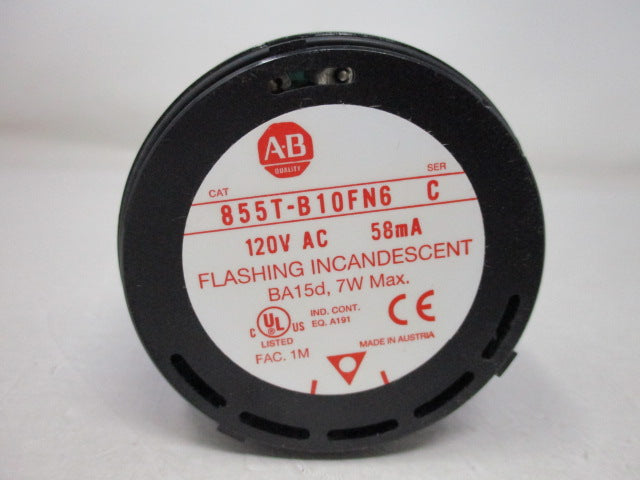 A-B
QUALITY
CAT SER
855T-B10FN6 C
120V AC 58mA
FLASHING INCANDESCENT
BA15d, 7W Max.
C UL US IND. CONT. CE
LISTED EQ. A191
FAC. 1M MADE IN AUSTRIA